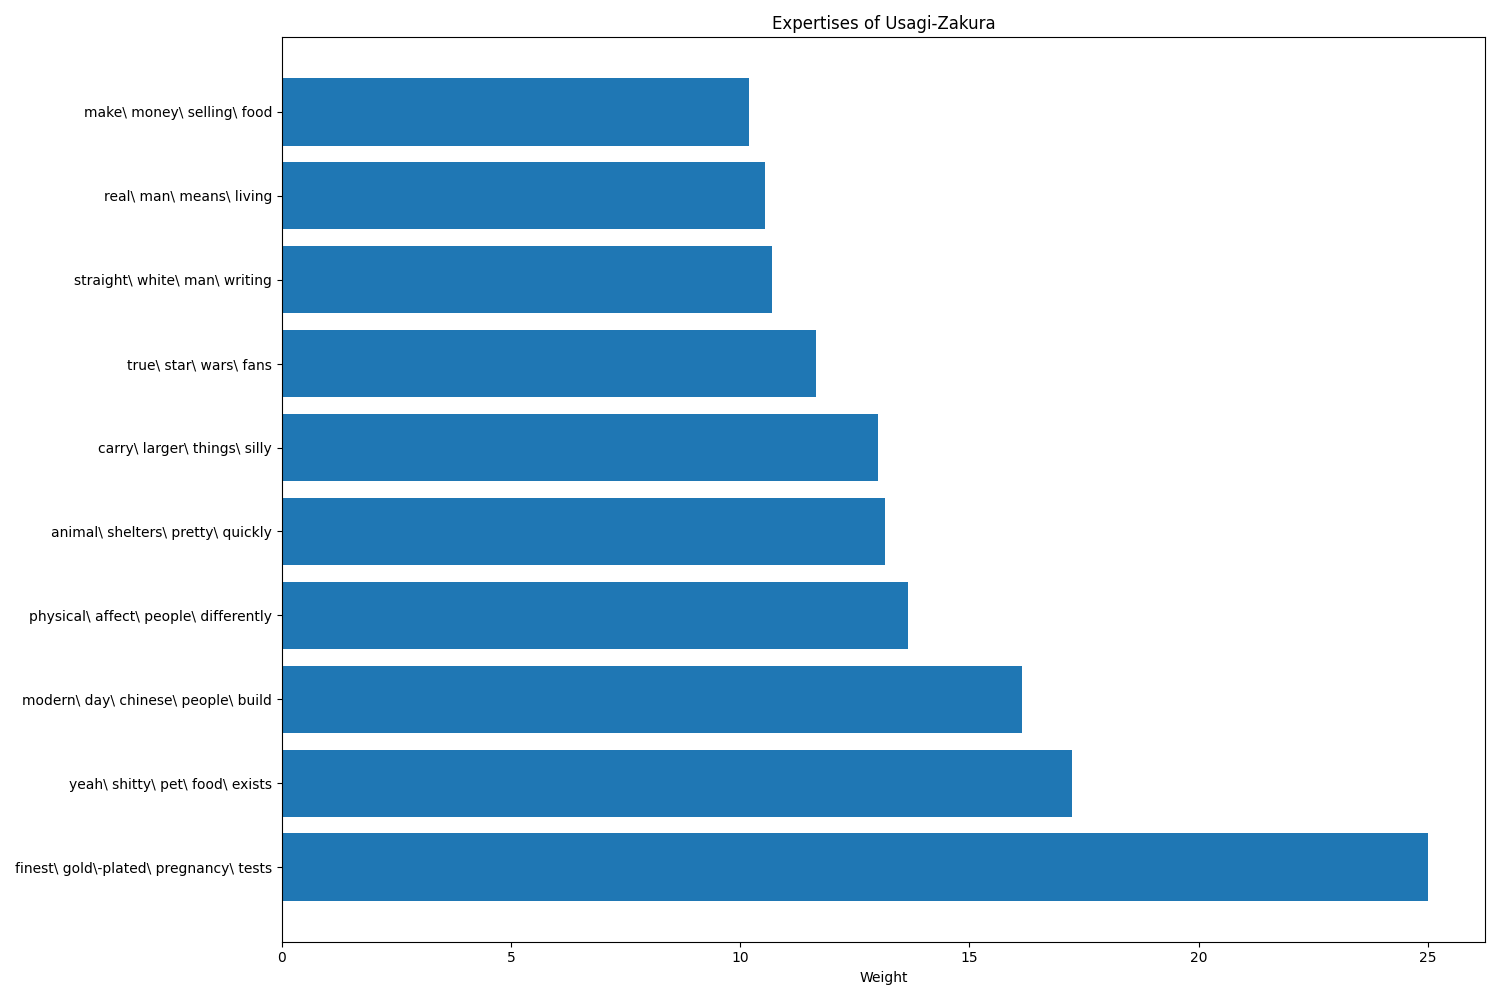 Expertises of Usagi-Zakura
make\ money\ selling\ food
real\ man\ means\ living
straight\ white\ man\ writing
true\ star\ wars\ fans
carry\ larger\ things\ silly
animal\ shelters\ pretty\ quickly
physical\ affect\ people\ differently
modern\ day\ chinese\ people\ build
yeah\ shitty\ pet\ food\ exists
finest\ gold\-plated\ pregnancy\ tests
0 5 10 15 20 25
Weight